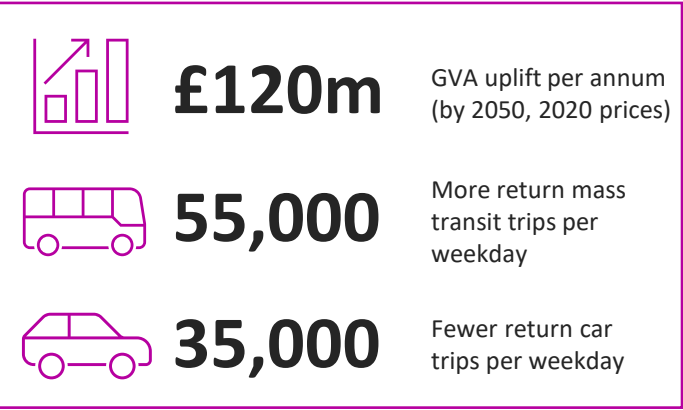 £120m
GVA uplift per annum
(by 2050, 2020 prices)
55,000
More return mass
transit trips per
weekday
35,000
Fewer return car
trips per weekday